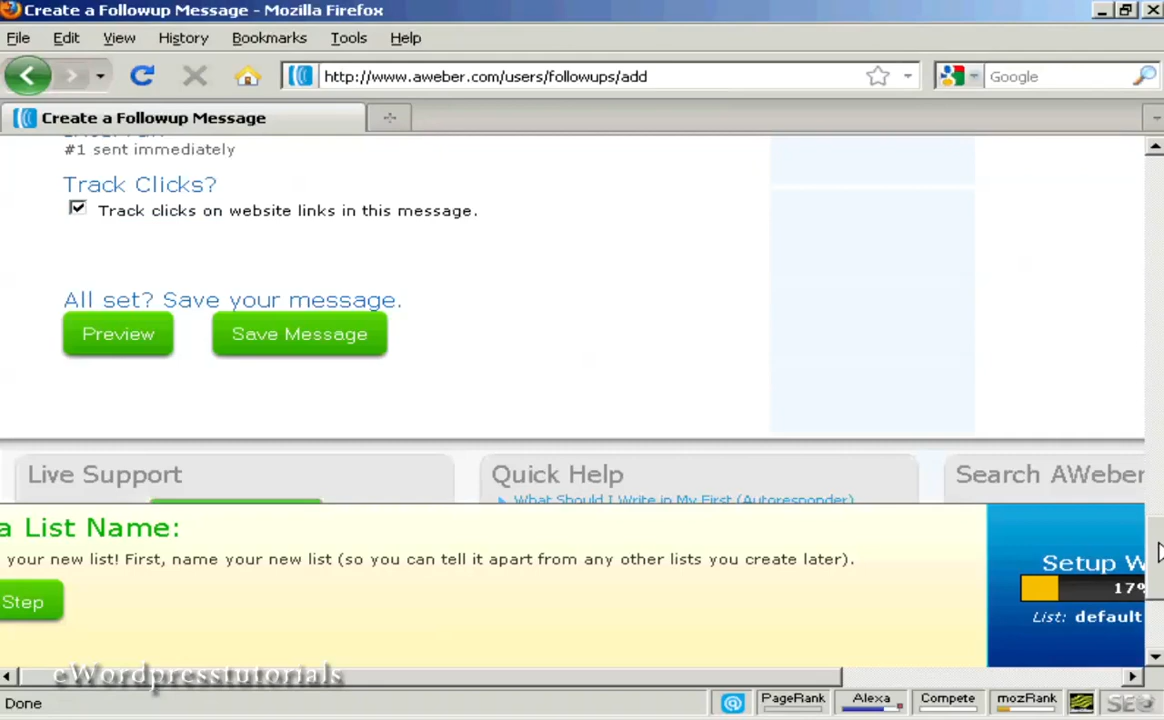 Create a Followup Message - Mozilla Firefox
File Edit View History Bookmarks Tools Help
http://www.aweber.com/users/followups/add
Google
Create a Followup Message
#1 sent immediately
Track Clicks?
Track clicks on website links in this message.
All set? Save your message.
Preview Save Message
Live Support Quick Help Search AWeber
What Should I Write in My First (Autoresponder)
a List Name:
your new list! First, name your new list (so you can tell it apart from any other lists you create later).
Step
Setup W
17%
List: default
eWordpresstutorials
Done PageRank Alexa Compete mozRank SEO